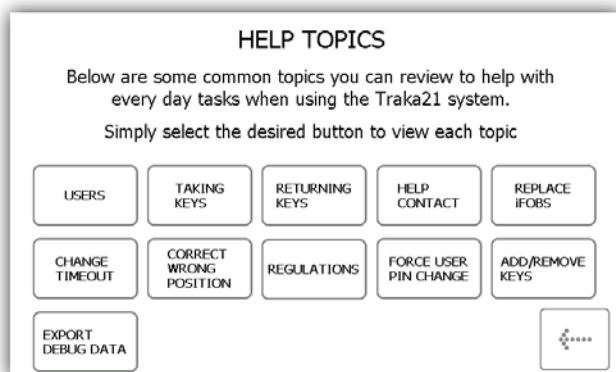 HELP TOPICS
Below are some common topics you can review to help with
every day tasks when using the Traka21 system.
Simply select the desired button to view each topic
USERS
TAKING
KEYS
RETURNING
KEYS
HELP
CONTACT
REPLACE
iFOBS
CHANGE
TIMEOUT
CORRECT
WRONG
POSITION
REGULATIONS
FORCE USER
PIN CHANGE
ADD/REMOVE
KEYS
EXPORT
DEBUG DATA